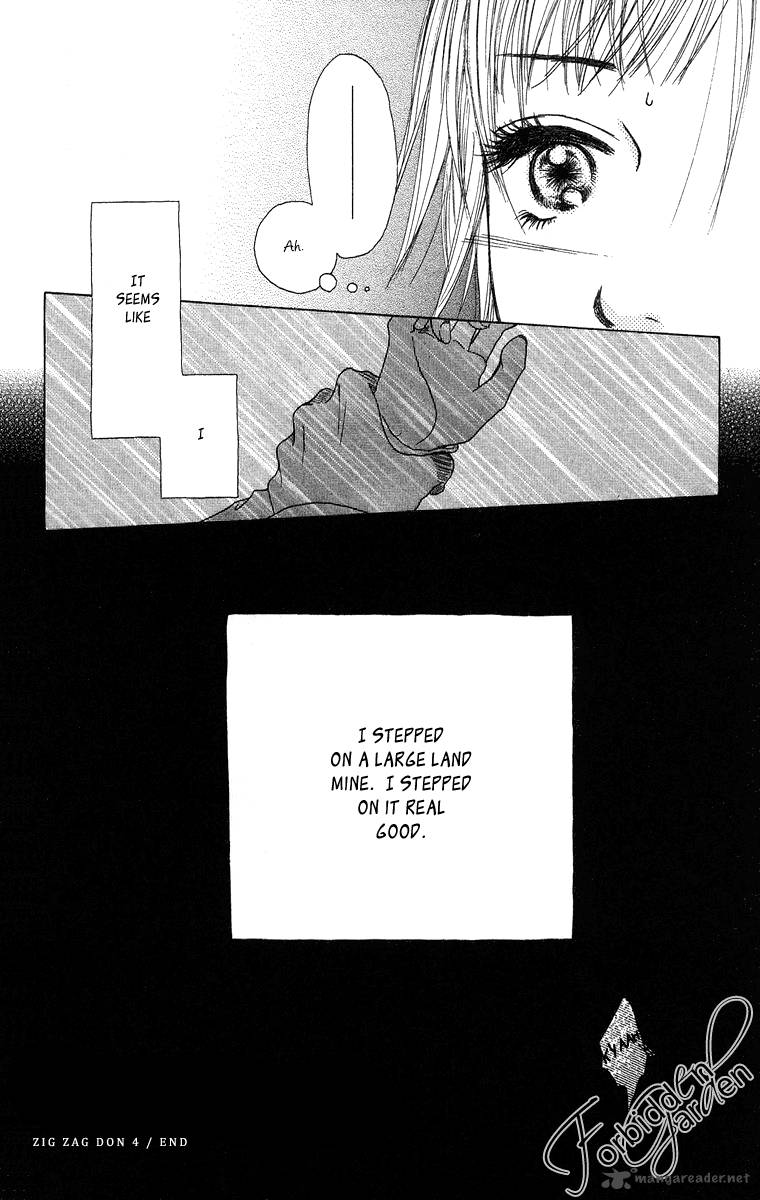 Ah.
IT
SEEMS
LIKE
I
I STEPPED
ON A LARGE LAND
MINE. I STEPPED
ON IT REAL
GOOD.
Forbidden
Garden
ZIG ZAG DON 4 / END
mangareader.net